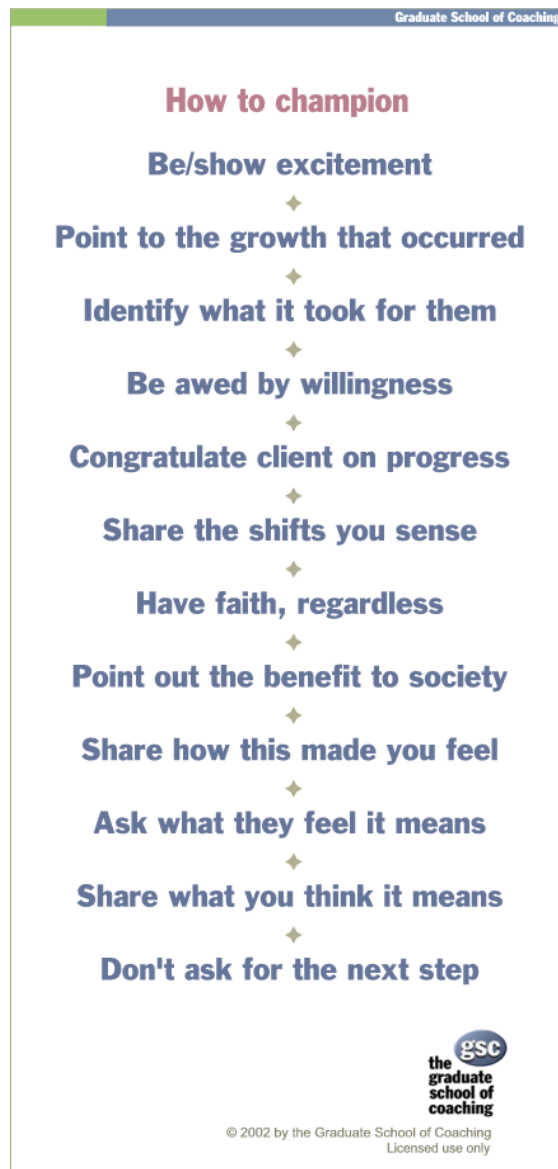 Graduate School of Coaching
How to champion
Be/show excitement
Point to the growth that occurred
Identify what it took for them
Be awed by willingness
Congratulate client on progress
Share the shifts you sense
Have faith, regardless
Point out the benefit to society
Share how this made you feel
Ask what they feel it means
Share what you think it means
Don't ask for the next step
gsc
the
graduate
school of
coaching
© 2002 by the Graduate School of Coaching
Licensed use only